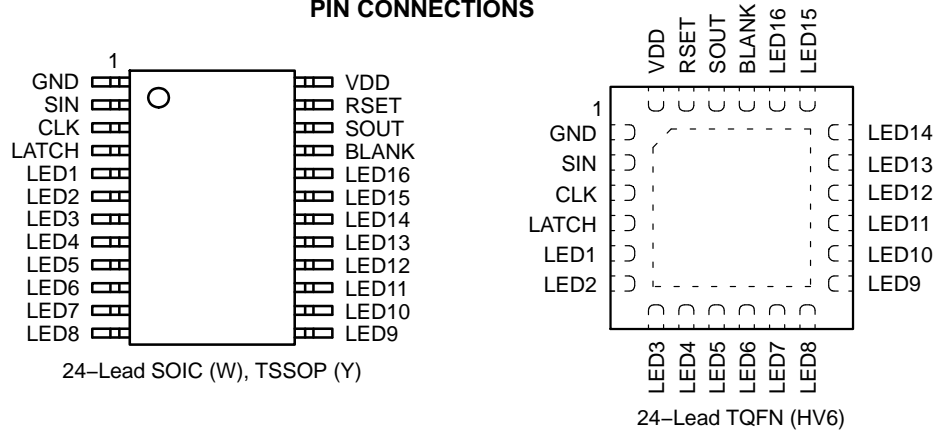 PIN CONNECTIONS
1
GND
SIN
CLK
LATCH
LED1
LED2
LED3
LED4
LED5
LED6
LED7
LED8
VDD
RSET
SOUT
BLANK
LED16
LED15
LED14
LED13
LED12
LED11
LED10
LED9
24–Lead SOIC (W), TSSOP (Y)
VDD
RSET
SOUT
BLANK
LED16
LED15
1
GND
SIN
CLK
LATCH
LED1
LED2
LED14
LED13
LED12
LED11
LED10
LED9
LED3
LED4
LED5
LED6
LED7
LED8
24–Lead TQFN (HV6)